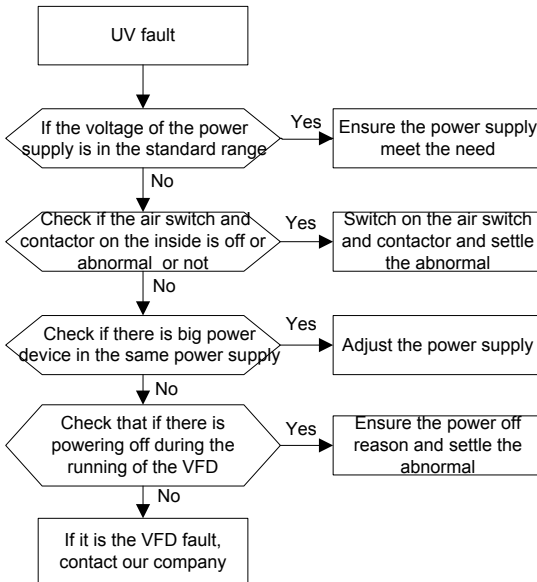 UV fault
If the voltage of the power
supply is in the standard range
Yes
Ensure the power supply
meet the need
No
Check if the air switch and
contactor on the inside is off or
abnormal or not
Yes
Switch on the air switch
and contactor and settle
the abnormal
No
Check if there is big power
device in the same power supply
Yes
Adjust the power supply
No
Check that if there is
powering off during the
running of the VFD
Yes
Ensure the power off
reason and settle the
abnormal
No
If it is the VFD fault,
contact our company